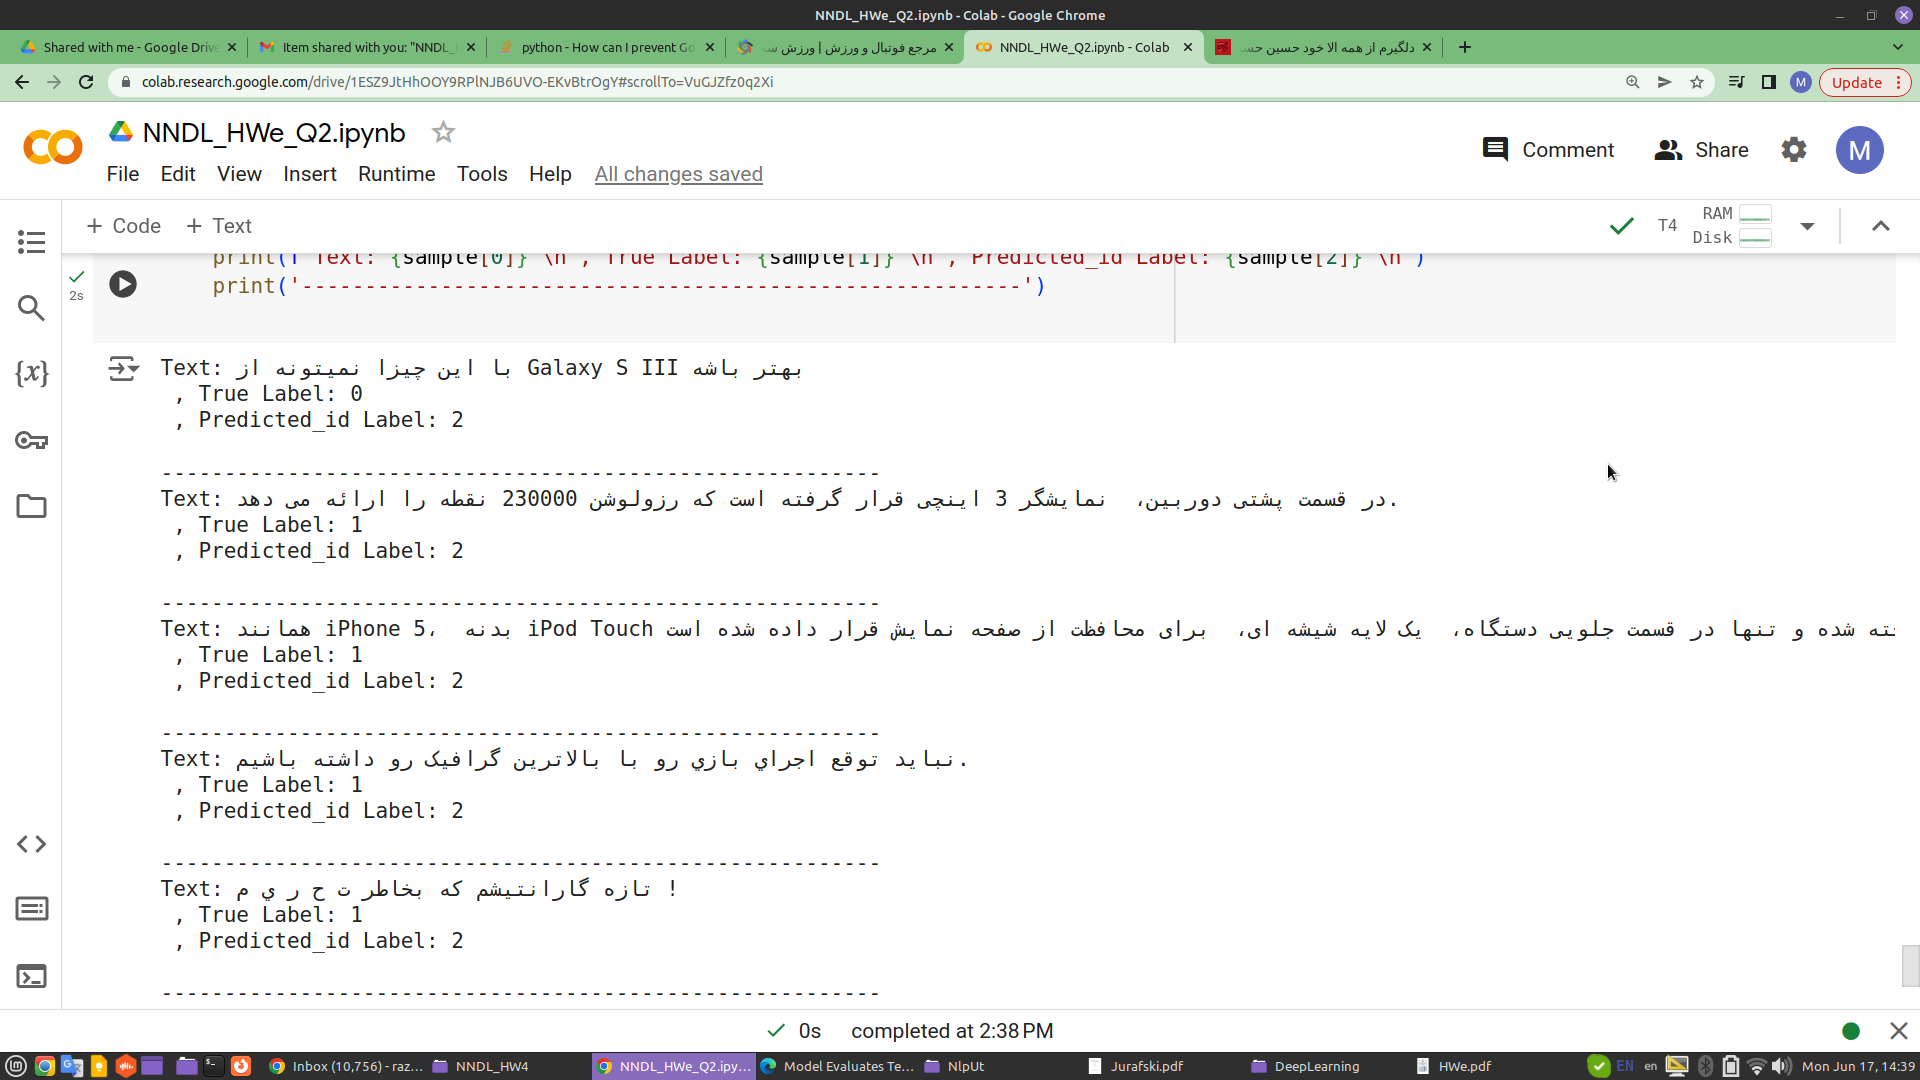 NNDL_HWe_Q2.ipynb - Colab - Google Chrome
Shared with me - Google Drive
Item shared with you: "NNDL_
python - How can I prevent Go
مرجع فوتبال و ورزش | ورزش سه
NNDL_HWe_Q2.ipynb - Colab
دلگیرم از همه الا خود حسین حس
colab.research.google.com/drive/1ESZ9JtHhOOY9RPlNJB6UVO-EKvBtrOgY#scrollTo=VuGJZfz0q2Xi
M
Update
NNDL_HWe_Q2.ipynb
Comment
Share
M
File Edit View Insert Runtime Tools Help All changes saved
+ Code + Text
T4
RAM
Disk
print(f"Text: {sample[0]} \n , True Label: {sample[1]} \n , Predicted_id Label: {sample[2]} \n")
2s
print('---------------------------------------------------------')
Text: با این چیزا نمیتونه از Galaxy S III بهتر باشه
, True Label: 0
, Predicted_id Label: 2
---------------------------------------------------------
Text: در قسمت پشتی دوربین، نمایشگر 3 اینچی قرار گرفته است که رزولوشن 230000 نقطه را ارائه می دهد.
, True Label: 1
, Predicted_id Label: 2
---------------------------------------------------------
Text: همانند iPhone 5، بدنه iPod Touch برای محافظت از صفحه نمایش قرار داده شده است ،یک لایه شیشه ای ،ته شده و تنها در قسمت جلویی دستگاه
, True Label: 1
, Predicted_id Label: 2
---------------------------------------------------------
Text: نباید توقع اجراي بازي رو با بالاترین گرافیک رو داشته باشیم.
, True Label: 1
, Predicted_id Label: 2
---------------------------------------------------------
Text: تازه گارانتیشم که بخاطر ت ح ر ي م !
, True Label: 1
, Predicted_id Label: 2
---------------------------------------------------------
0s completed at 2:38 PM
Inbox (10,756) - raz...
NNDL_HW4
NNDL_HWe_Q2.ipy...
Model Evaluates Te...
NlpUt
Jurafski.pdf
DeepLearning
HWe.pdf
EN
en
Mon Jun 17, 14:39